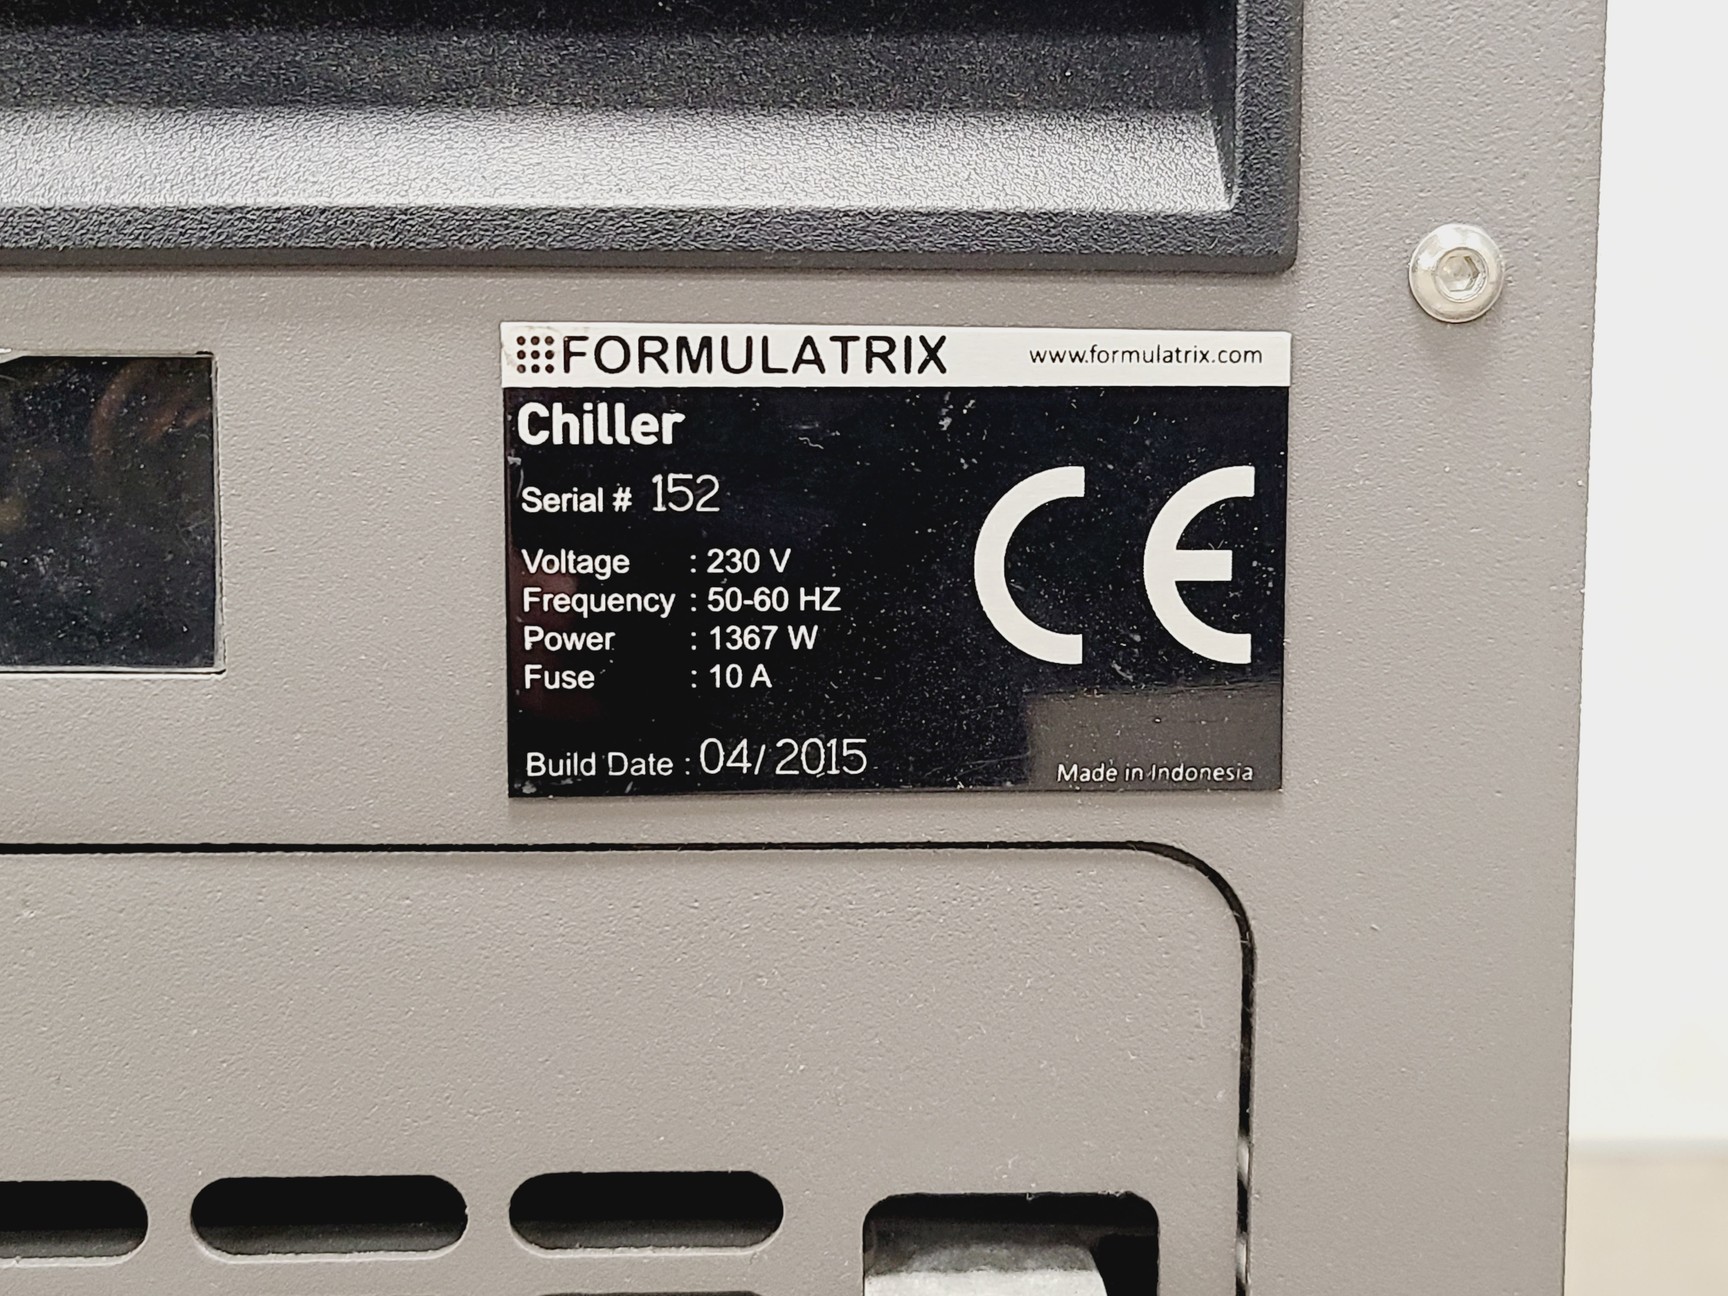 FORMULATRIX www.formulatrix.com
Chiller
Serial # 152
Voltage : 230 V
Frequency : 50-60 HZ
Power : 1367 W
Fuse : 10 A
CE
Build Date : 04/2015
Made in Indonesia